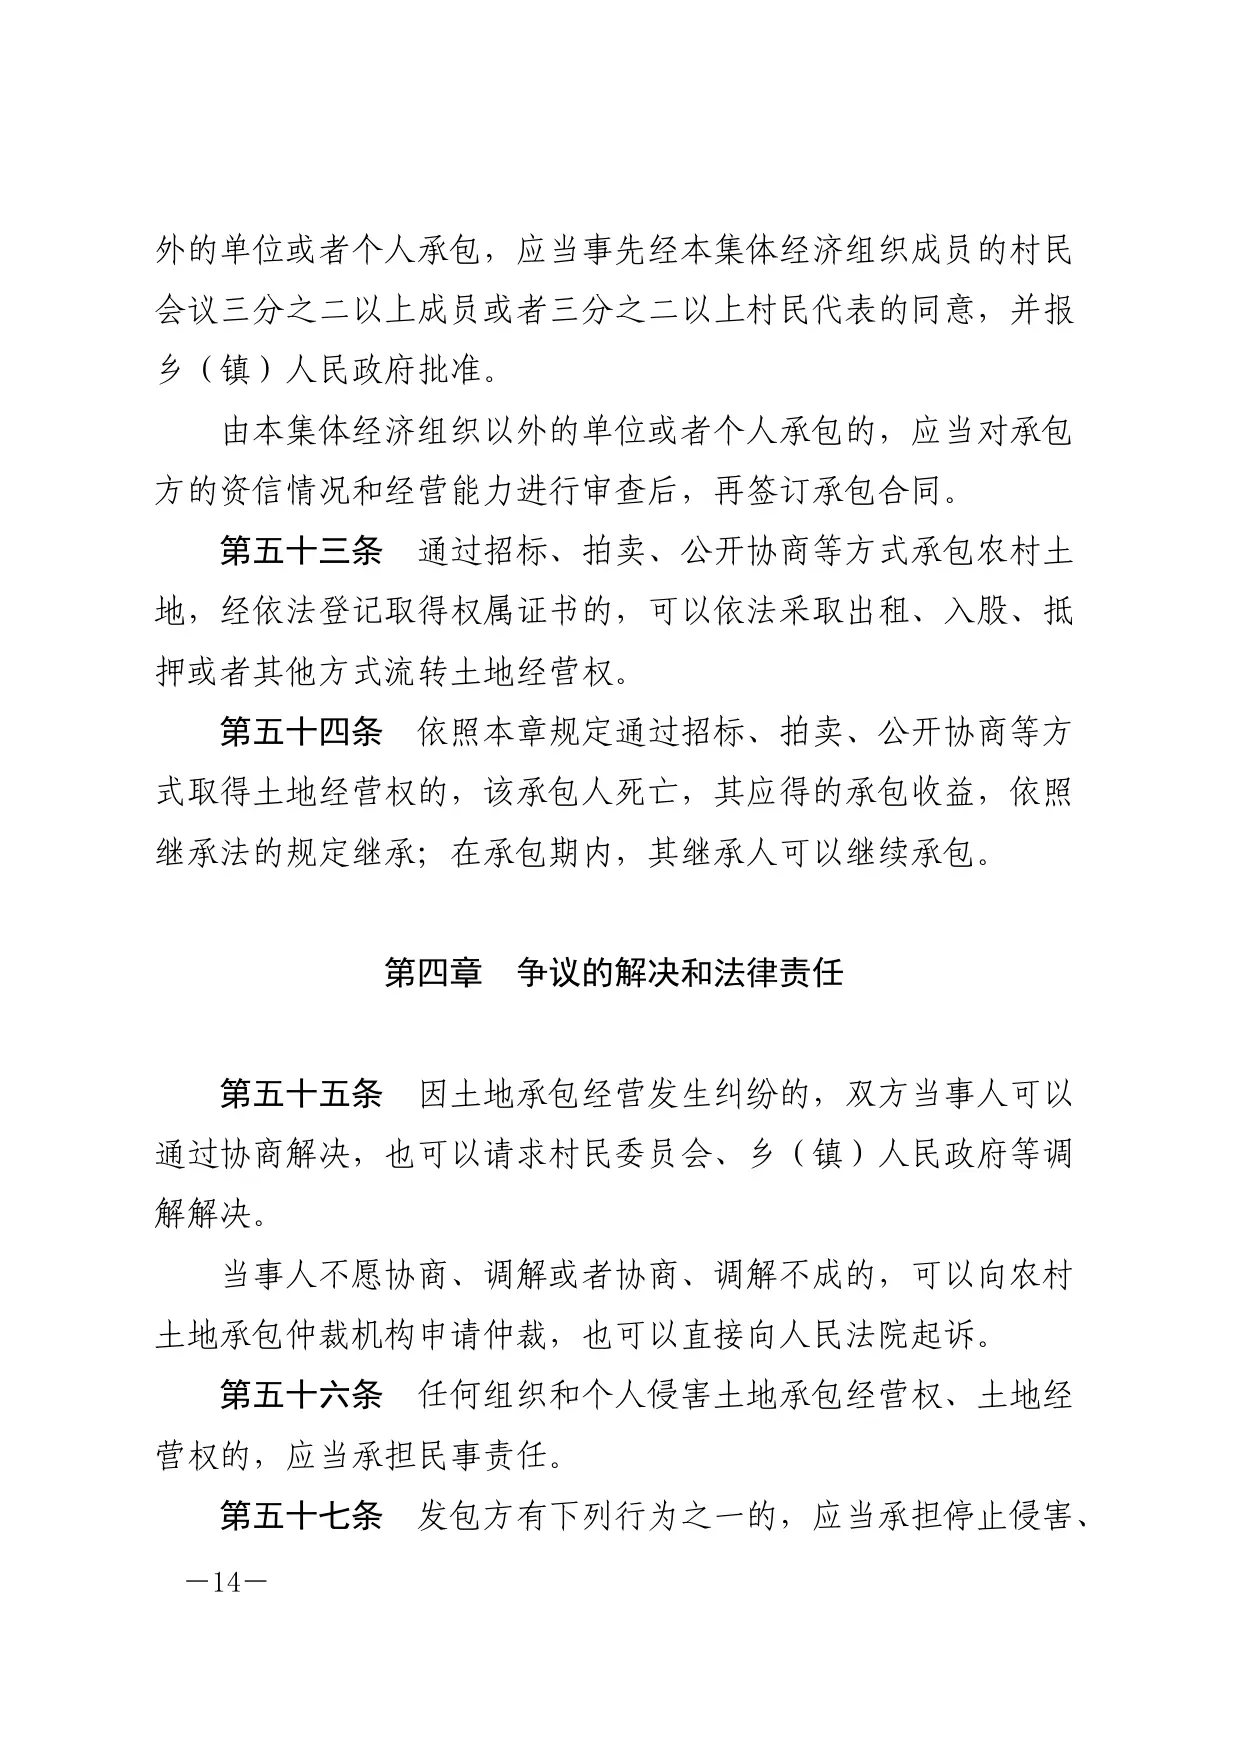 外的单位或者个人承包，应当事先经本集体经济组织成员的村民
会议三分之二以上成员或者三分之二以上村民代表的同意，并报
乡（镇）人民政府批准。
由本集体经济组织以外的单位或者个人承包的，应当对承包
方的资信情况和经营能力进行审查后，再签订承包合同。
第五十三条　通过招标、拍卖、公开协商等方式承包农村土
地，经依法登记取得权属证书的，可以依法采取出租、入股、抵
押或者其他方式流转土地经营权。
第五十四条　依照本章规定通过招标、拍卖、公开协商等方
式取得土地经营权的，该承包人死亡，其应得的承包收益，依照
继承法的规定继承；在承包期内，其继承人可以继续承包。
第四章　争议的解决和法律责任
第五十五条　因土地承包经营发生纠纷的，双方当事人可以
通过协商解决，也可以请求村民委员会、乡（镇）人民政府等调
解解决。
当事人不愿协商、调解或者协商、调解不成的，可以向农村
土地承包仲裁机构申请仲裁，也可以直接向人民法院起诉。
第五十六条　任何组织和个人侵害土地承包经营权、土地经
营权的，应当承担民事责任。
第五十七条　发包方有下列行为之一的，应当承担停止侵害、
－14－